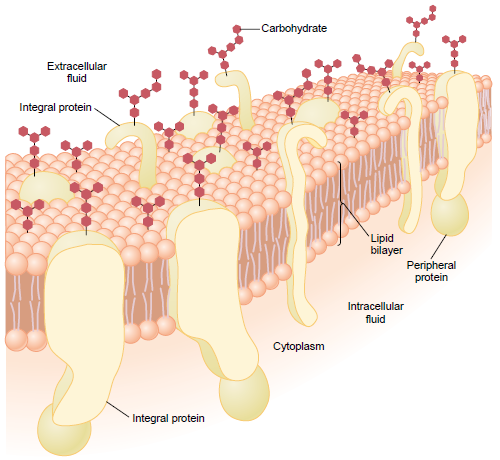 Carbohydrate
Extracellular
fluid
Integral protein
Lipid
bilayer
Peripheral
protein
Intracellular
fluid
Cytoplasm
Integral protein